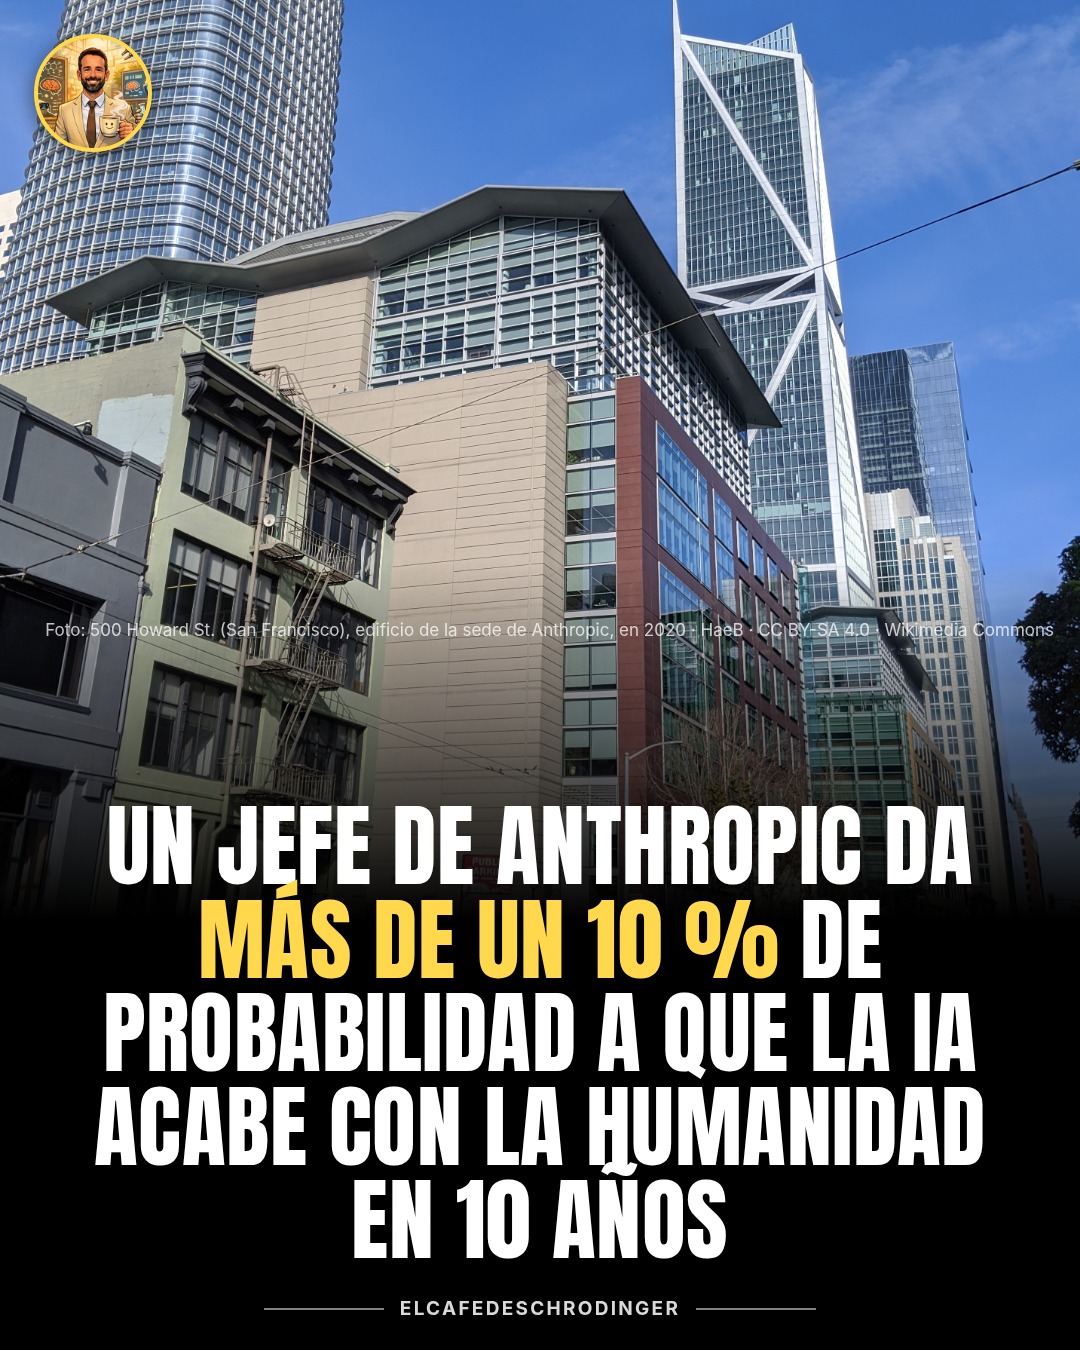 Foto: 500 Howard St. (San Francisco), edificio de la sede de Anthropic, en 2020 · HaeB · CC BY-SA 4.0 · Wikimedia Commons
UN JEFE DE ANTHROPIC DA
MÁS DE UN 10 % DE
PROBABILIDAD A QUE LA IA
ACABE CON LA HUMANIDAD
EN 10 AÑOS
ELCAFEDESCHRODINGER